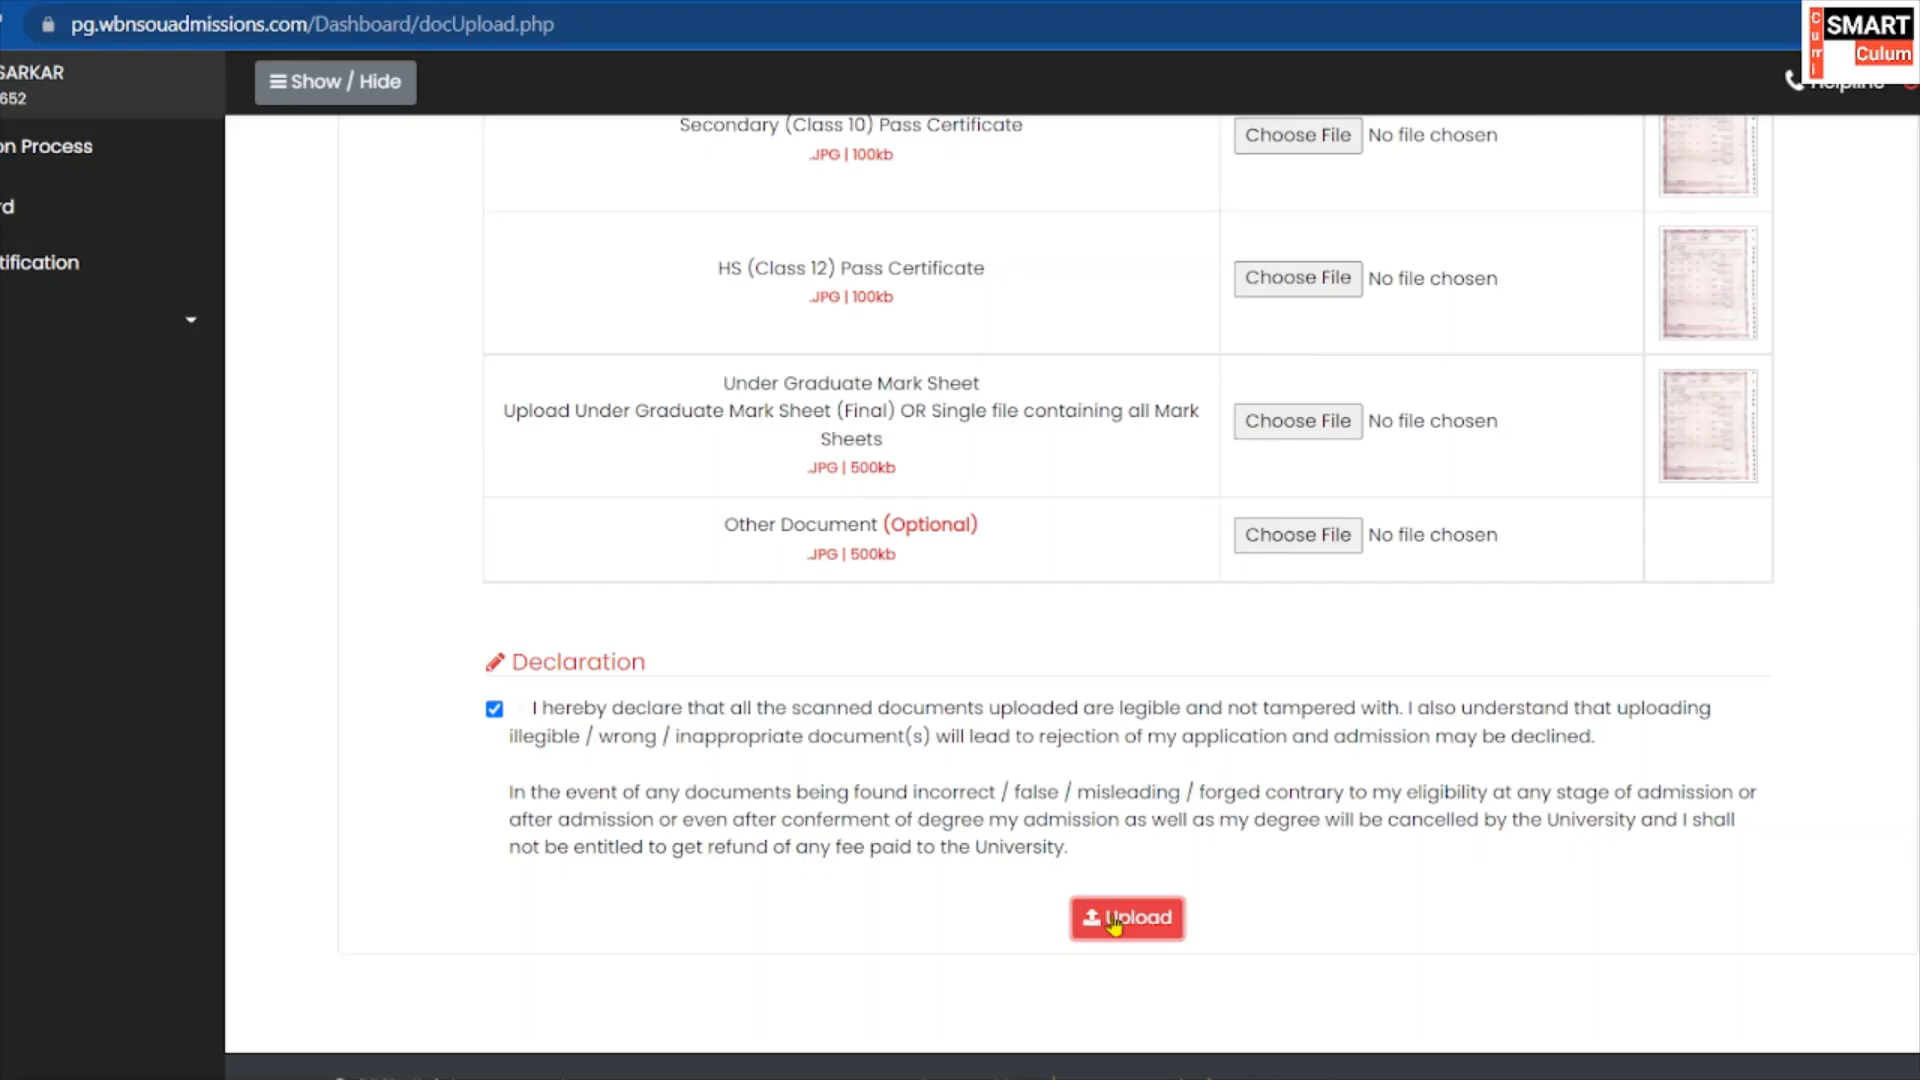 pg.wbnsouadmissions.com/Dashboard/docUpload.php
SMART
Curri
Culum
SARKAR
652
Show / Hide
Helpline
on Process
rd
tification
Secondary (Class 10) Pass Certificate
.JPG | 100kb
Choose File No file chosen
HS (Class 12) Pass Certificate
.JPG | 100kb
Choose File No file chosen
Under Graduate Mark Sheet
Upload Under Graduate Mark Sheet (Final) OR Single file containing all Mark
Sheets
.JPG | 500kb
Choose File No file chosen
Other Document (Optional)
.JPG | 500kb
Choose File No file chosen
Declaration
I hereby declare that all the scanned documents uploaded are legible and not tampered with. I also understand that uploading
illegible / wrong / inappropriate document(s) will lead to rejection of my application and admission may be declined.
In the event of any documents being found incorrect / false / misleading / forged contrary to my eligibility at any stage of admission or
after admission or even after conferment of degree my admission as well as my degree will be cancelled by the University and I shall
not be entitled to get refund of any fee paid to the University.
Upload